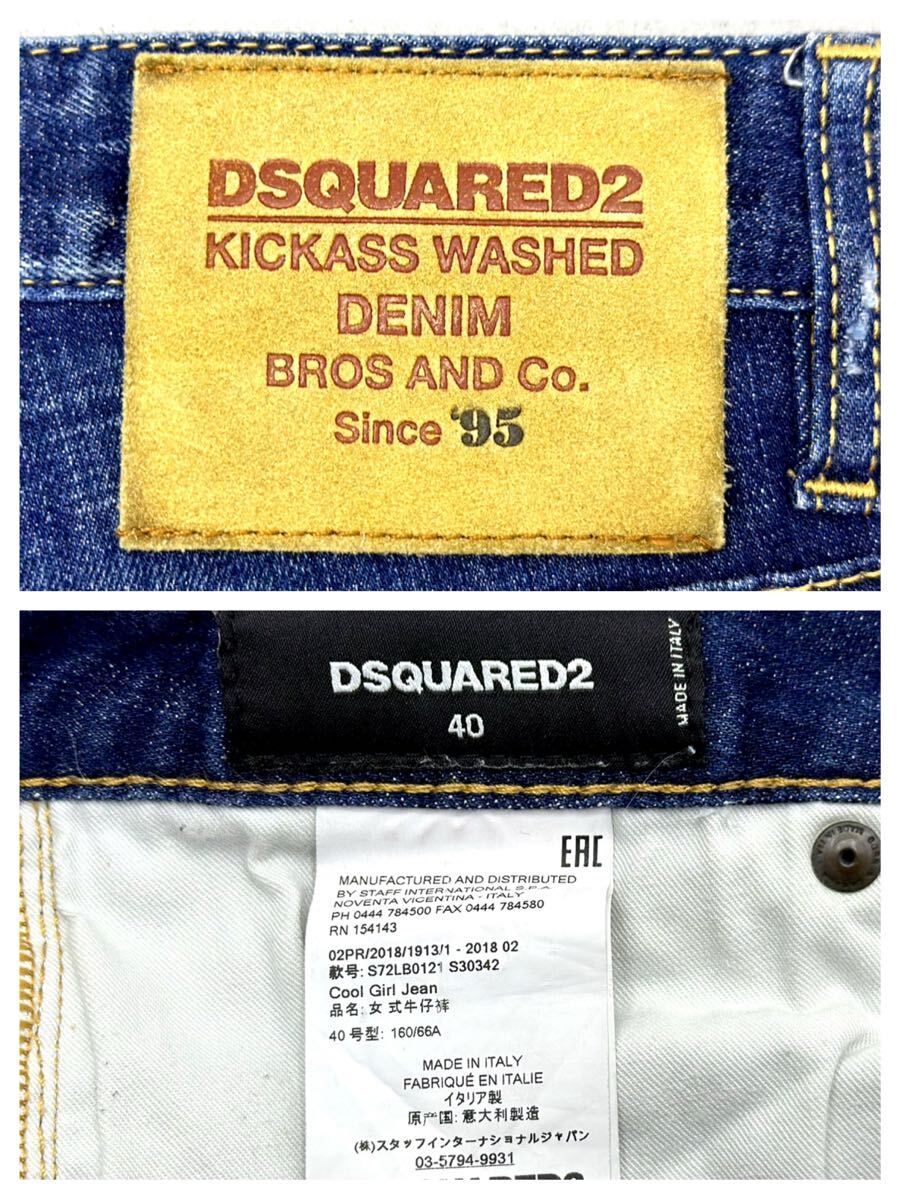 DSQUARED2
KICKASS WASHED
DENIM
BROS AND Co.
Since '95
DSQUARED2
40
MADE IN ITALY
EAC
MANUFACTURED AND DISTRIBUTED
BY STAFF INTERNATIONAL S.P.A
NOVENTA VICENTINA - ITALY
PH 0444 784500 FAX 0444 784580
RN 154143
02PR/2018/1913/1 - 2018 02
款号: S72LB0121 S30342
Cool Girl Jean
品名: 女 式牛仔裤
40 号型: 160/66A
MADE IN ITALY
FABRIQUÉ EN ITALIE
イタリア製
原产国: 意大利製造
(株)スタッフインターナショナルジャパン
03-5794-9931
DSQUARED2